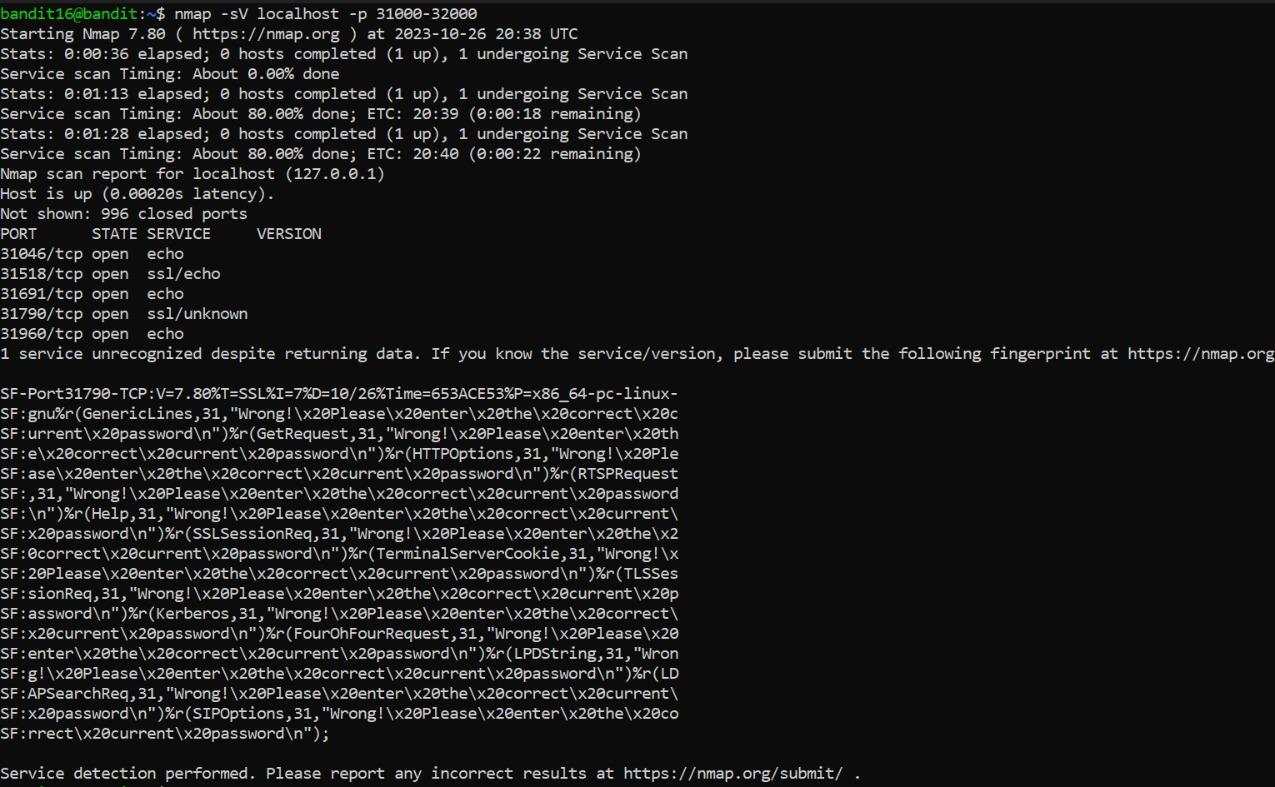 bandit16@bandit:~$ nmap -sV localhost -p 31000-32000
Starting Nmap 7.80 ( https://nmap.org ) at 2023-10-26 20:38 UTC
Stats: 0:00:36 elapsed; 0 hosts completed (1 up), 1 undergoing Service Scan
Service scan Timing: About 0.00% done
Stats: 0:01:13 elapsed; 0 hosts completed (1 up), 1 undergoing Service Scan
Service scan Timing: About 80.00% done; ETC: 20:39 (0:00:18 remaining)
Stats: 0:01:28 elapsed; 0 hosts completed (1 up), 1 undergoing Service Scan
Service scan Timing: About 80.00% done; ETC: 20:40 (0:00:22 remaining)
Nmap scan report for localhost (127.0.0.1)
Host is up (0.00020s latency).
Not shown: 996 closed ports
PORT      STATE SERVICE     VERSION
31046/tcp open  echo
31518/tcp open  ssl/echo
31691/tcp open  echo
31790/tcp open  ssl/unknown
31960/tcp open  echo
1 service unrecognized despite returning data. If you know the service/version, please submit the following fingerprint at https://nmap.org
SF-Port31790-TCP:V=7.80%T=SSL%I=7%D=10/26%Time=653ACE53%P=x86_64-pc-linux-
SF:gnu%r(GenericLines,31,"Wrong!\x20Please\x20enter\x20the\x20correct\x20c
SF:urrent\x20password\n")%r(GetRequest,31,"Wrong!\x20Please\x20enter\x20th
SF:e\x20correct\x20current\x20password\n")%r(HTTPOptions,31,"Wrong!\x20Ple
SF:ase\x20enter\x20the\x20correct\x20current\x20password\n")%r(RTSPRequest
SF:,31,"Wrong!\x20Please\x20enter\x20the\x20correct\x20current\x20password
SF:\n")%r(Help,31,"Wrong!\x20Please\x20enter\x20the\x20correct\x20current\
SF:x20password\n")%r(SSLSessionReq,31,"Wrong!\x20Please\x20enter\x20the\x2
SF:0correct\x20current\x20password\n")%r(TerminalServerCookie,31,"Wrong!\x
SF:20Please\x20enter\x20the\x20correct\x20current\x20password\n")%r(TLSSes
SF:sionReq,31,"Wrong!\x20Please\x20enter\x20the\x20correct\x20current\x20p
SF:assword\n")%r(Kerberos,31,"Wrong!\x20Please\x20enter\x20the\x20correct\
SF:x20current\x20password\n")%r(FourOhFourRequest,31,"Wrong!\x20Please\x20
SF:enter\x20the\x20correct\x20current\x20password\n")%r(LPDString,31,"Wron
SF:g!\x20Please\x20enter\x20the\x20correct\x20current\x20password\n")%r(LD
SF:APSearchReq,31,"Wrong!\x20Please\x20enter\x20the\x20correct\x20current\
SF:x20password\n")%r(SIPOptions,31,"Wrong!\x20Please\x20enter\x20the\x20co
SF:rrect\x20current\x20password\n");
Service detection performed. Please report any incorrect results at https://nmap.org/submit/ .